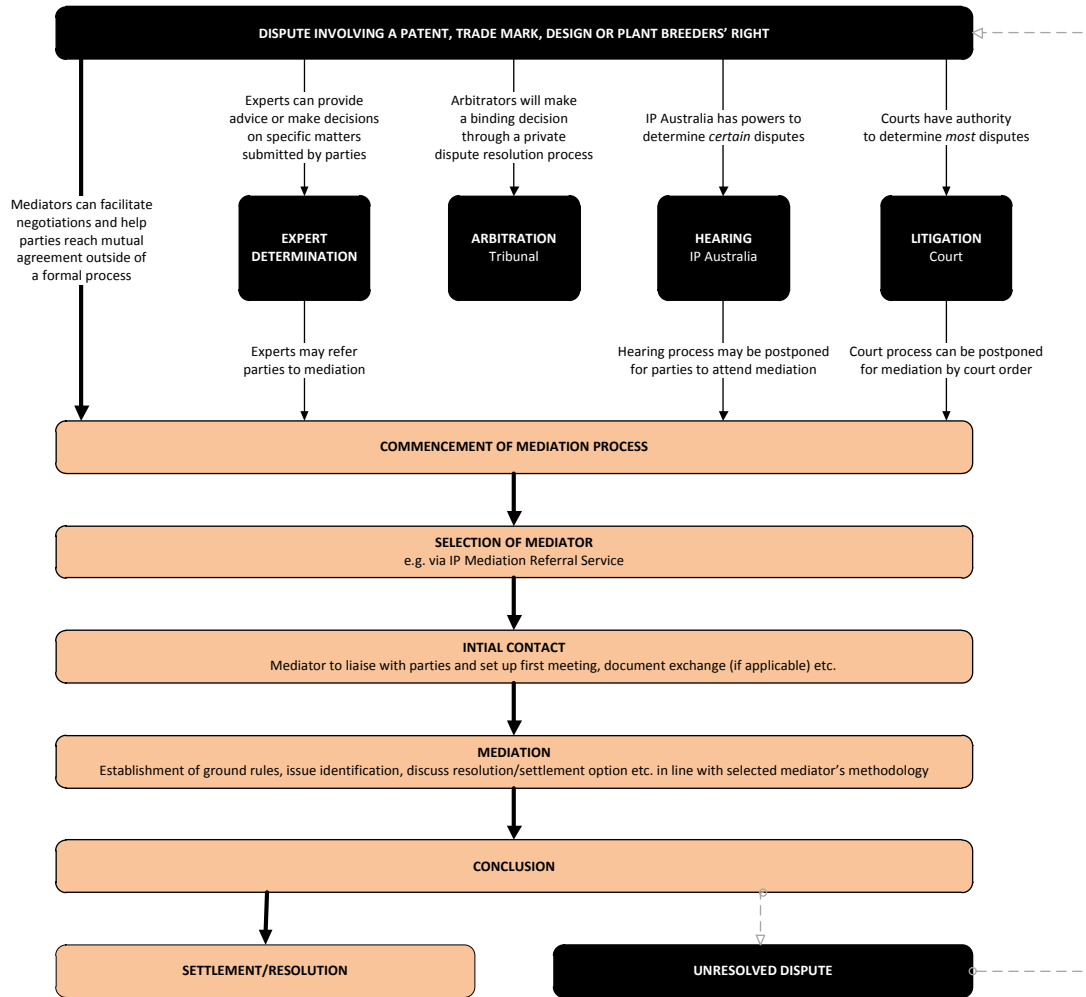 DISPUTE INVOLVING A PATENT, TRADE MARK, DESIGN OR PLANT BREEDERS' RIGHT
Mediators can facilitate
negotiations and help
parties reach mutual
agreement outside of
a formal process
Experts can provide
advice or make decisions
on specific matters
submitted by parties
Arbitrators will make
a binding decision
through a private
dispute resolution process
IP Australia has powers to
determine certain disputes
Courts have authority
to determine most disputes
EXPERT
DETERMINATION
ARBITRATION
Tribunal
HEARING
IP Australia
LITIGATION
Court
Experts may refer
parties to mediation
Hearing process may be postponed
for parties to attend mediation
Court process can be postponed
for mediation by court order
COMMENCEMENT OF MEDIATION PROCESS
SELECTION OF MEDIATOR
e.g. via IP Mediation Referral Service
INTIAL CONTACT
Mediator to liaise with parties and set up first meeting, document exchange (if applicable) etc.
MEDIATION
Establishment of ground rules, issue identification, discuss resolution/settlement option etc. in line with selected mediator's methodology
CONCLUSION
SETTLEMENT/RESOLUTION
UNRESOLVED DISPUTE